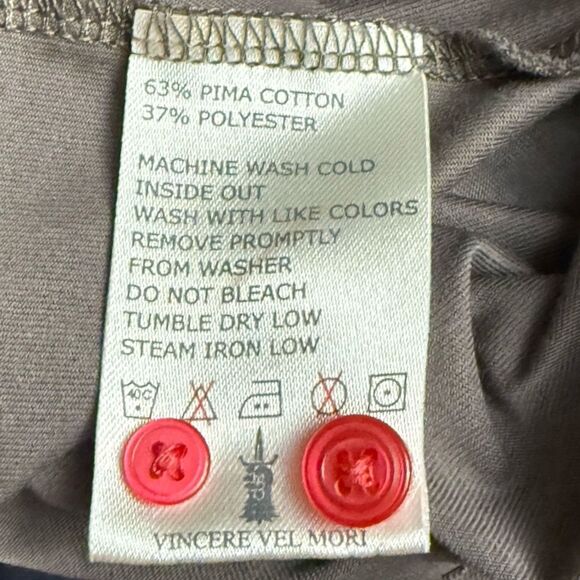 63% PIMA COTTON
37% POLYESTER
MACHINE WASH COLD
INSIDE OUT
WASH WITH LIKE COLORS
REMOVE PROMPTLY
FROM WASHER
DO NOT BLEACH
TUMBLE DRY LOW
STEAM IRON LOW
40C
VINCERE VEL MORI